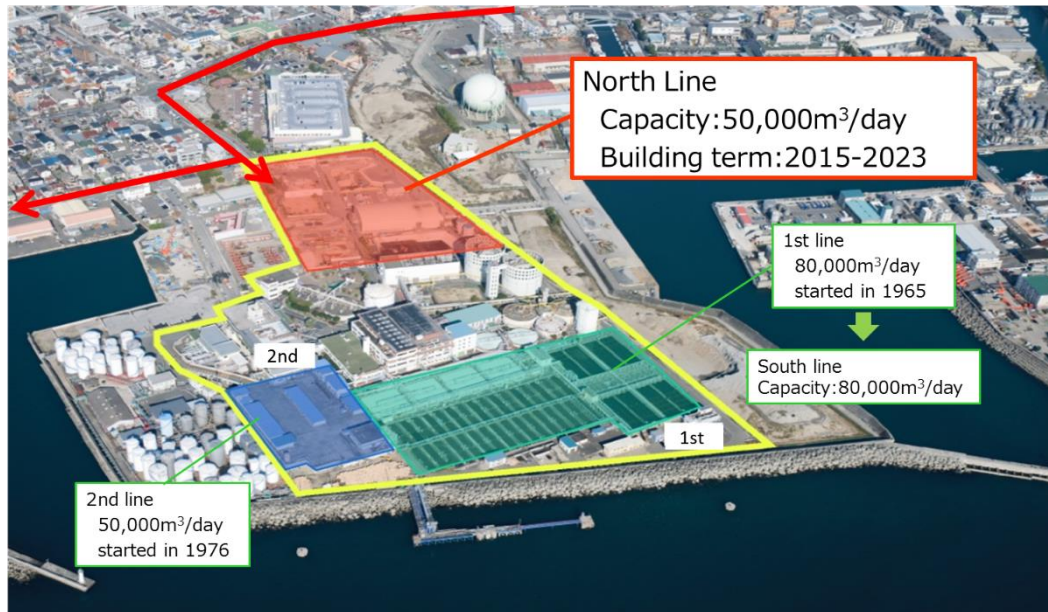 North Line
Capacity:50,000m³/day
Building term:2015-2023
1st line
80,000m³/day
started in 1965
South line
Capacity:80,000m³/day
2nd
1st
2nd line
50,000m³/day
started in 1976